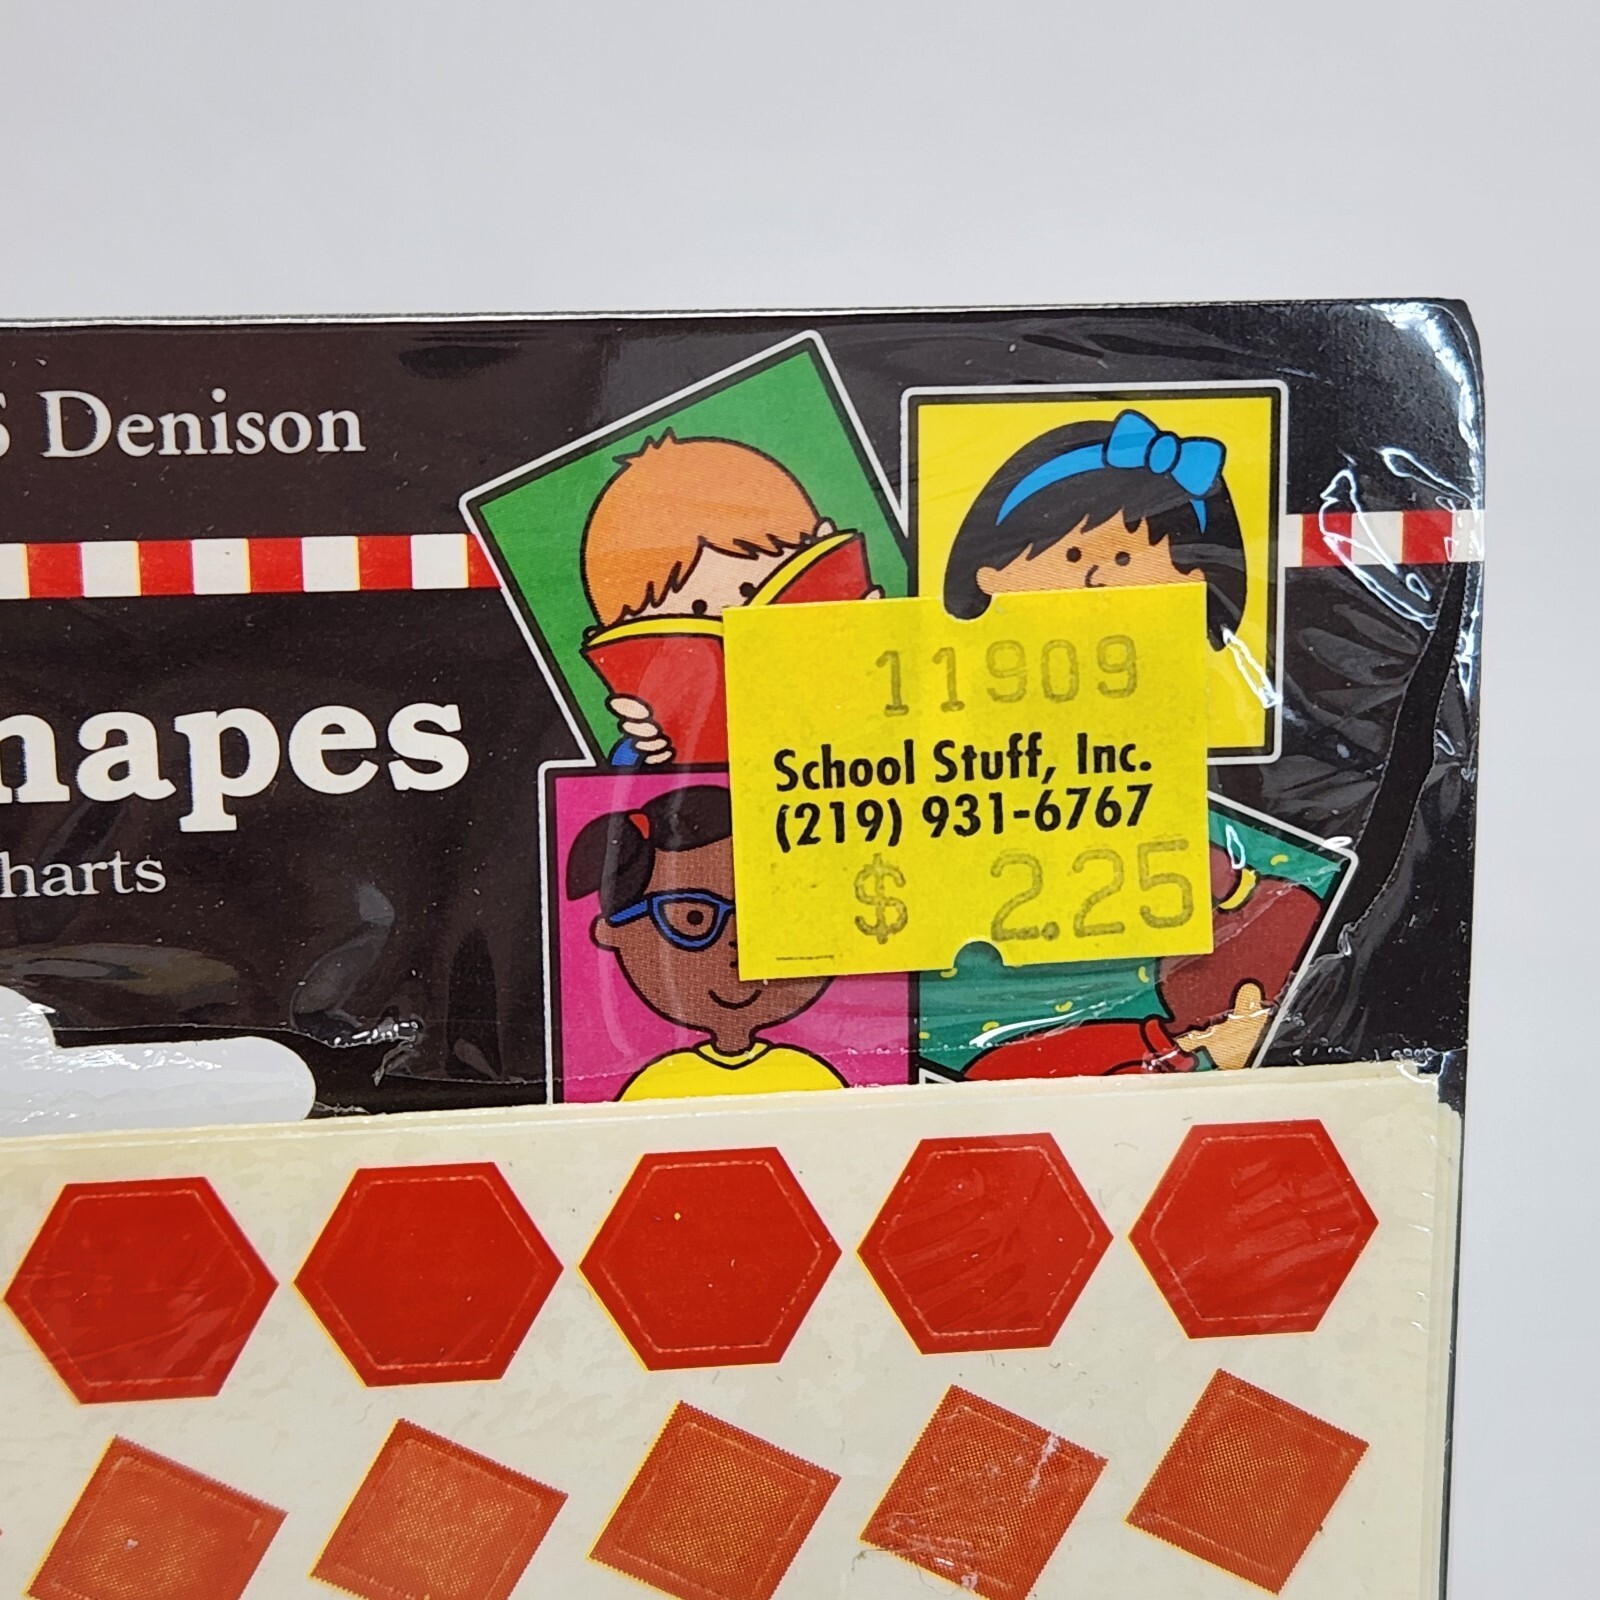 Denison
hapes
harts
11909
School Stuff, Inc.
(219) 931-6767
$ 2.25